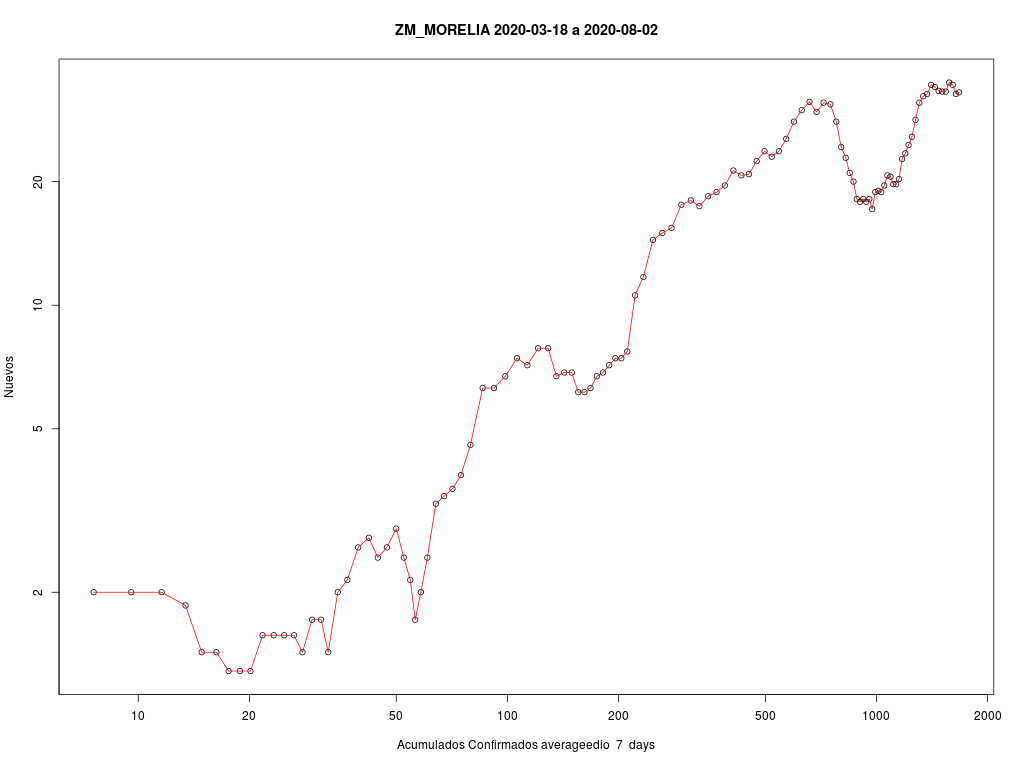 ZM_MORELIA 2020-03-18 a 2020-08-02
Nuevos
20
10
5
2
10 20 50 100 200 500 1000 2000
Acumulados Confirmados averageedio 7 days